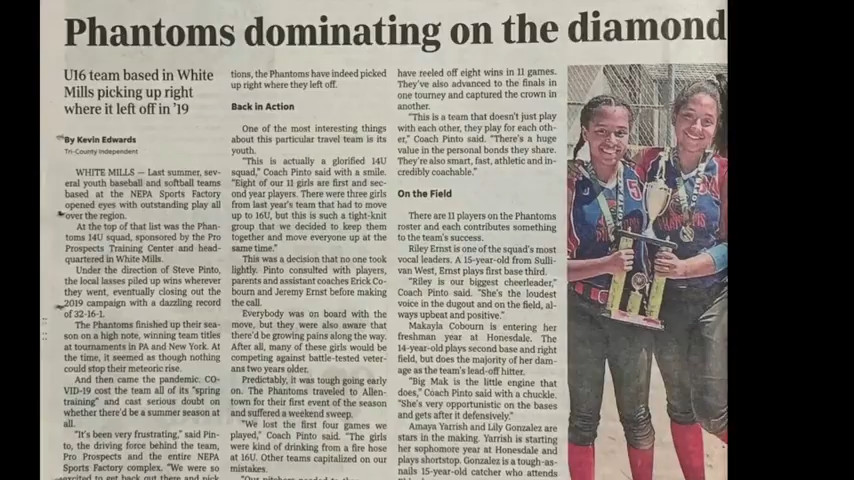 Phantoms dominating on the diamond
U16 team based in White
Mills picking up right
where it left off in '19
By Kevin Edwards
Tri-County Independent
WHITE MILLS — Last summer, sev-
eral youth baseball and softball teams
based at the NEPA Sports Factory
opened eyes with outstanding play all
over the region.
At the top of that list was the Phan-
toms 14U squad, sponsored by the Pro
Prospects Training Center and head-
quartered in White Mills.
Under the direction of Steve Pinto,
the local lasses piled up wins wherever
they went, eventually closing out the
2019 campaign with a dazzling record
of 32-16-1.
The Phantoms finished up their sea-
son on a high note, winning team titles
at tournaments in PA and New York. At
the time, it seemed as though nothing
could stop their meteoric rise.
And then came the pandemic. CO-
VID-19 cost the team all of its "spring
training" and cast serious doubt on
whether there'd be a summer season at
all.
"It's been very frustrating," said Pin-
to, the driving force behind the team,
Pro Prospects and the entire NEPA
Sports Factory complex. "We were so
excited to get back out there and pick
tions, the Phantoms have indeed picked
up right where they left off.
Back in Action
One of the most interesting things
about this particular travel team is its
youth.
"This is actually a glorified 14U
squad," Coach Pinto said with a smile.
"Eight of our 11 girls are first and sec-
ond year players. There were three girls
from last year's team that had to move
up to 16U, but this is such a tight-knit
group that we decided to keep them
together and move everyone up at the
same time."
This was a decision that no one took
lightly. Pinto consulted with players,
parents and assistant coaches Erick Co-
bourn and Jeremy Ernst before making
the call.
Everybody was on board with the
move, but they were also aware that
there'd be growing pains along the way.
After all, many of these girls would be
competing against battle-tested veter-
ans two years older.
Predictably, it was tough going early
on. The Phantoms traveled to Allen-
town for their first event of the season
and suffered a weekend sweep.
"We lost the first four games we
played," Coach Pinto said. "The girls
were kind of drinking from a fire hose
at 16U. Other teams capitalized on our
mistakes.
"Our pitchers needed to
have reeled off eight wins in 11 games.
They've also advanced to the finals in
one tourney and captured the crown in
another.
"This is a team that doesn't just play
with each other, they play for each oth-
er," Coach Pinto said. "There's a huge
value in the personal bonds they share.
They're also smart, fast, athletic and in-
credibly coachable."
On the Field
There are 11 players on the Phantoms
roster and each contributes something
to the team's success.
Riley Ernst is one of the squad's most
vocal leaders. A 15-year-old from Sulli-
van West, Ernst plays first base third.
"Riley is our biggest cheerleader,"
Coach Pinto said. "She's the loudest
voice in the dugout and on the field, al-
ways upbeat and positive."
Makayla Cobourn is entering her
freshman year at Honesdale. The
14-year-old plays second base and right
field, but does the majority of her dam-
age as the team's lead-off hitter.
"Big Mak is the little engine that
does," Coach Pinto said with a chuckle.
"She's very opportunistic on the bases
and gets after it defensively."
Amaya Yarrish and Lily Gonzalez are
stars in the making. Yarrish is starting
her sophomore year at Honesdale and
plays shortstop. Gonzalez is a tough-as-
nails 15-year-old catcher who attends